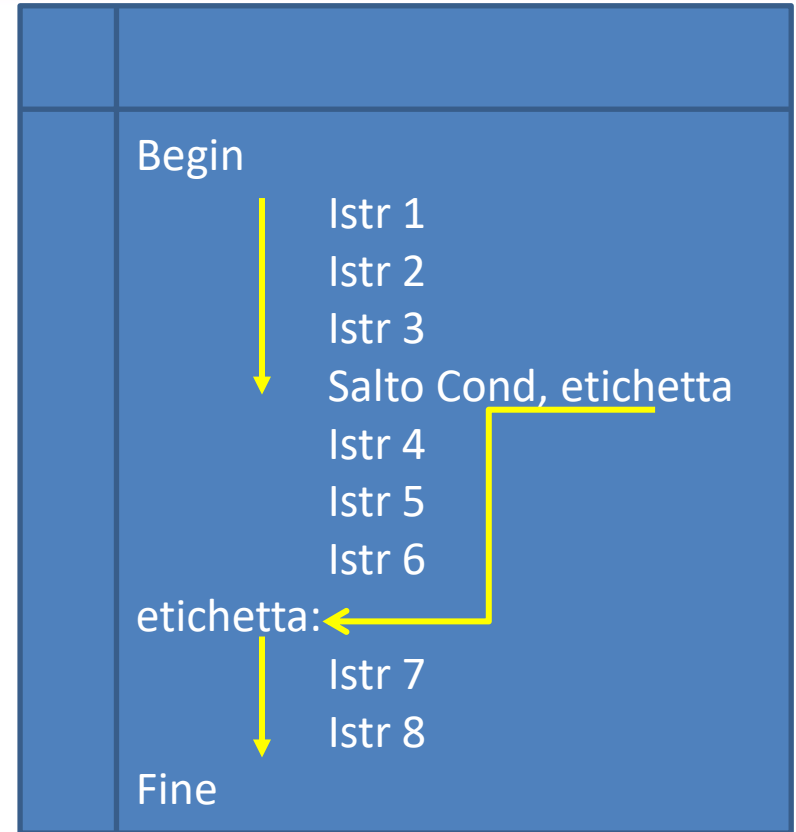 Begin
Istr 1
Istr 2
Istr 3
Salto Cond, etichetta
Istr 4
Istr 5
Istr 6
etichetta:
Istr 7
Istr 8
Fine